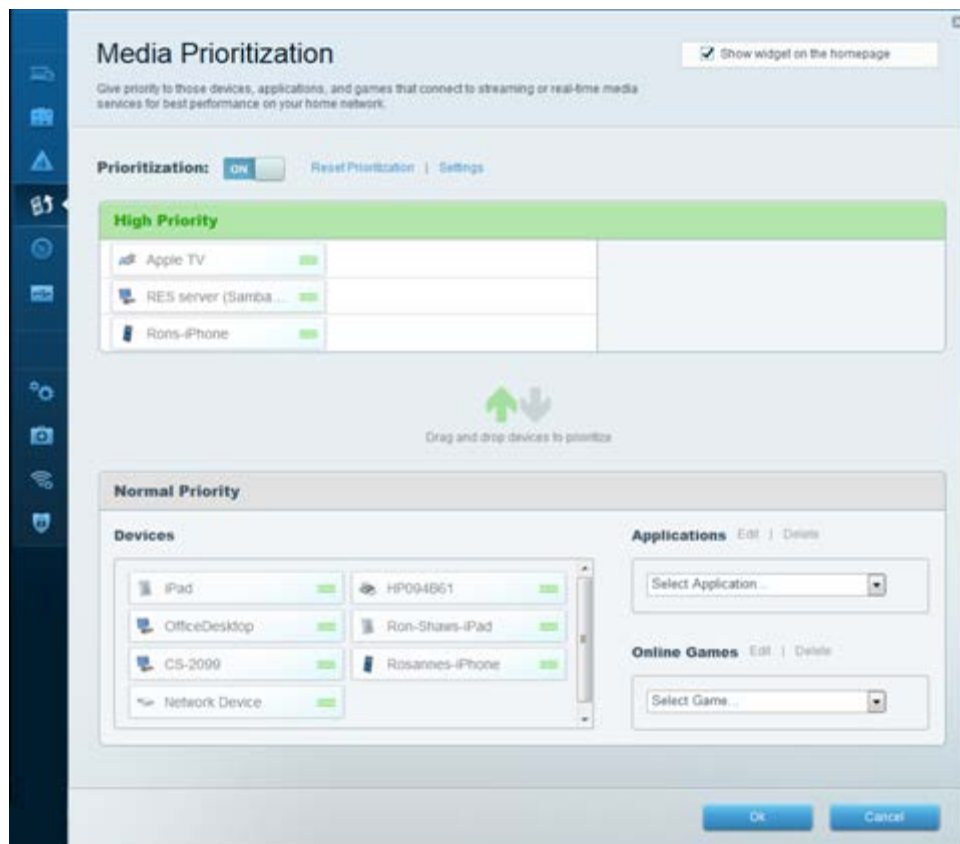 Media Prioritization
Show widget on the homepage
Give priority to those devices, applications, and games that connect to streaming or real-time media
services for best performance on your home network.
Prioritization: ON Reset Prioritization | Settings
High Priority
Apple TV
RES server (Samba...
Rons-iPhone
Drag and drop devices to prioritize
Normal Priority
Devices
Applications Edit | Delete
iPad
HP094B61
Select Application...
OfficeDesktop
Ron-Shaws-iPad
CS-2099
Rosannes-iPhone
Online Games Edit | Delete
Network Device
Select Game...
Ok Cancel